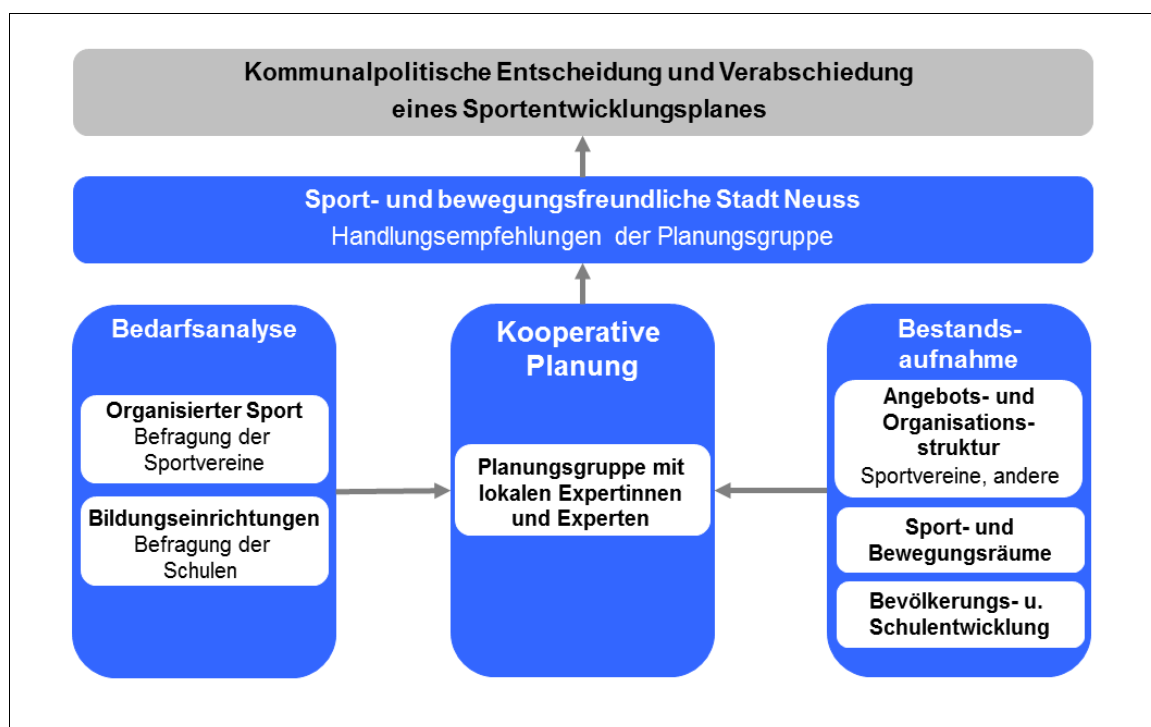 Kommunalpolitische Entscheidung und Verabschiedung
eines Sportentwicklungsplanes
Sport- und bewegungsfreundliche Stadt Neuss
Handlungsempfehlungen der Planungsgruppe
Bedarfsanalyse
Organisierter Sport
Befragung der
Sportvereine
Bildungseinrichtungen
Befragung der
Schulen
Kooperative
Planung
Planungsgruppe mit
lokalen Expertinnen
und Experten
Bestands-
aufnahme
Angebots- und
Organisations-
struktur
Sportvereine, andere
Sport- und
Bewegungsräume
Bevölkerungs- u.
Schulentwicklung